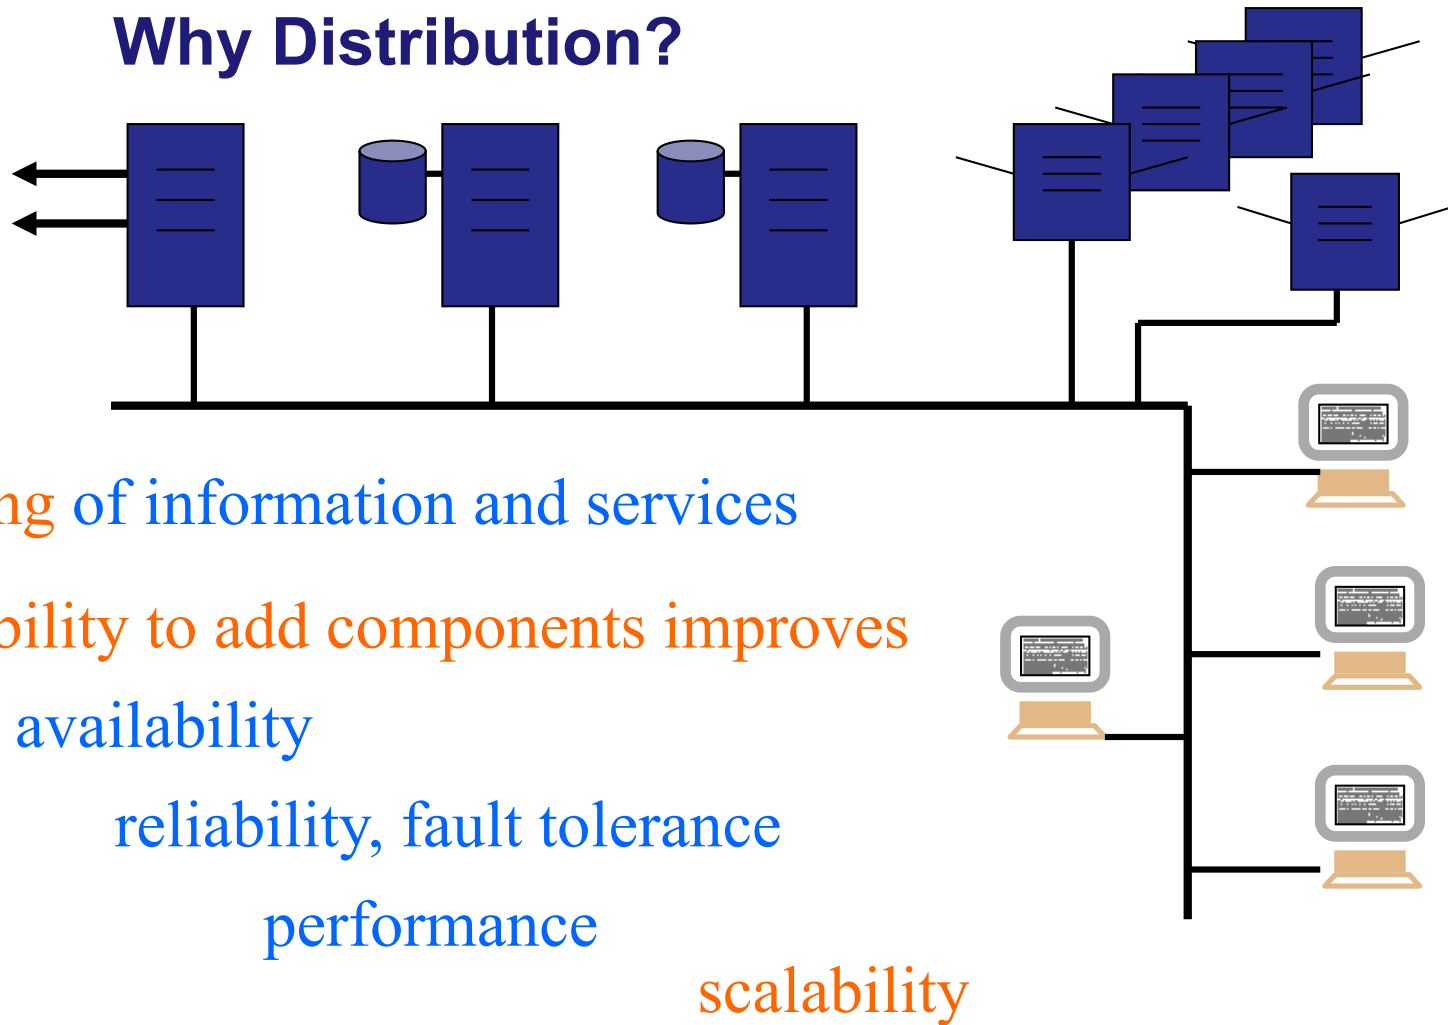 Why Distribution?
ng of information and services
bility to add components improves
availability
reliability, fault tolerance
performance
scalability